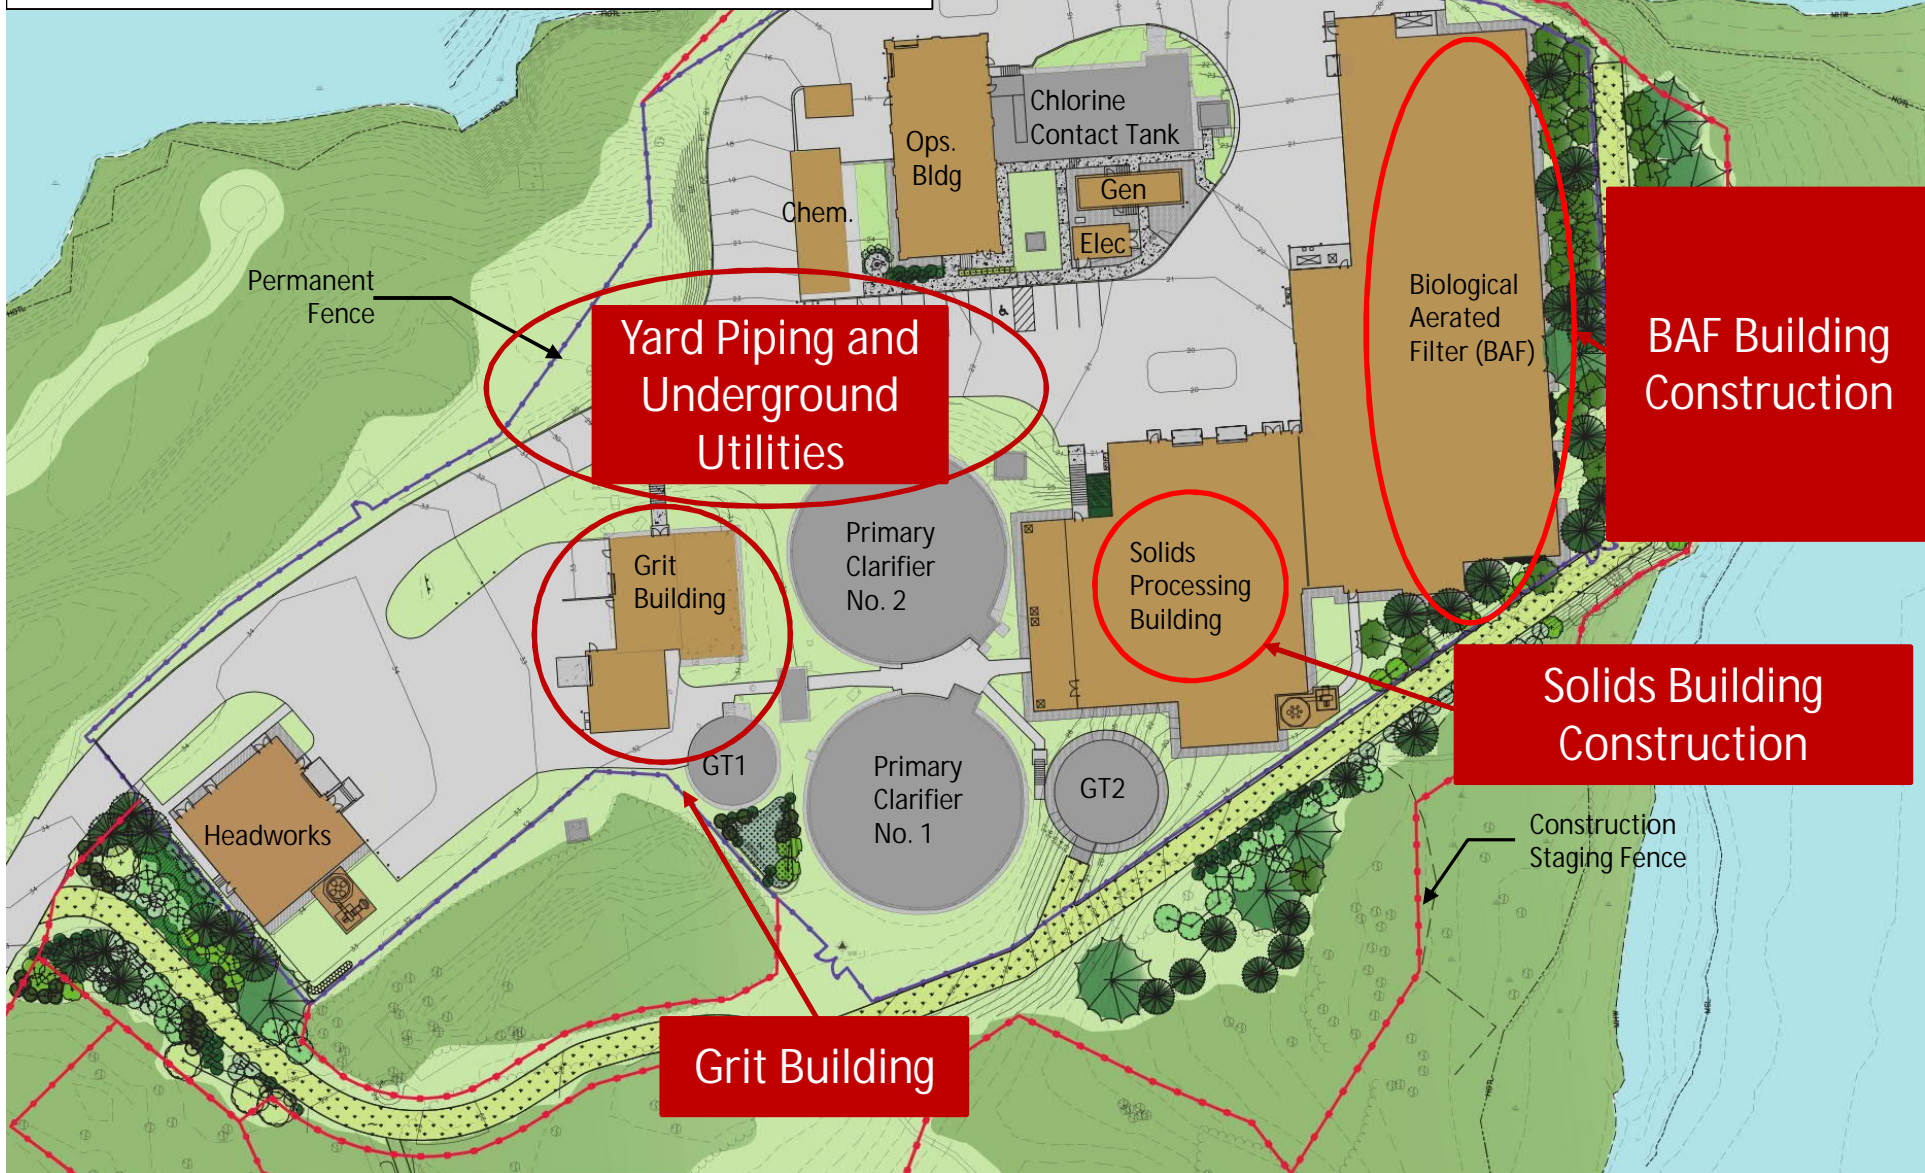 Chlorine
Contact Tank
Ops.
Bldg
Gen
Chem.
Elec
Permanent
Fence
Biological
Aerated
Filter (BAF)
Yard Piping and
Underground
Utilities
BAF Building
Construction
Primary
Clarifier
No. 2
Grit
Building
Solids
Processing
Building
Solids Building
Construction
GT1
Primary
Clarifier
No. 1
GT2
Headworks
Construction
Staging Fence
Grit Building